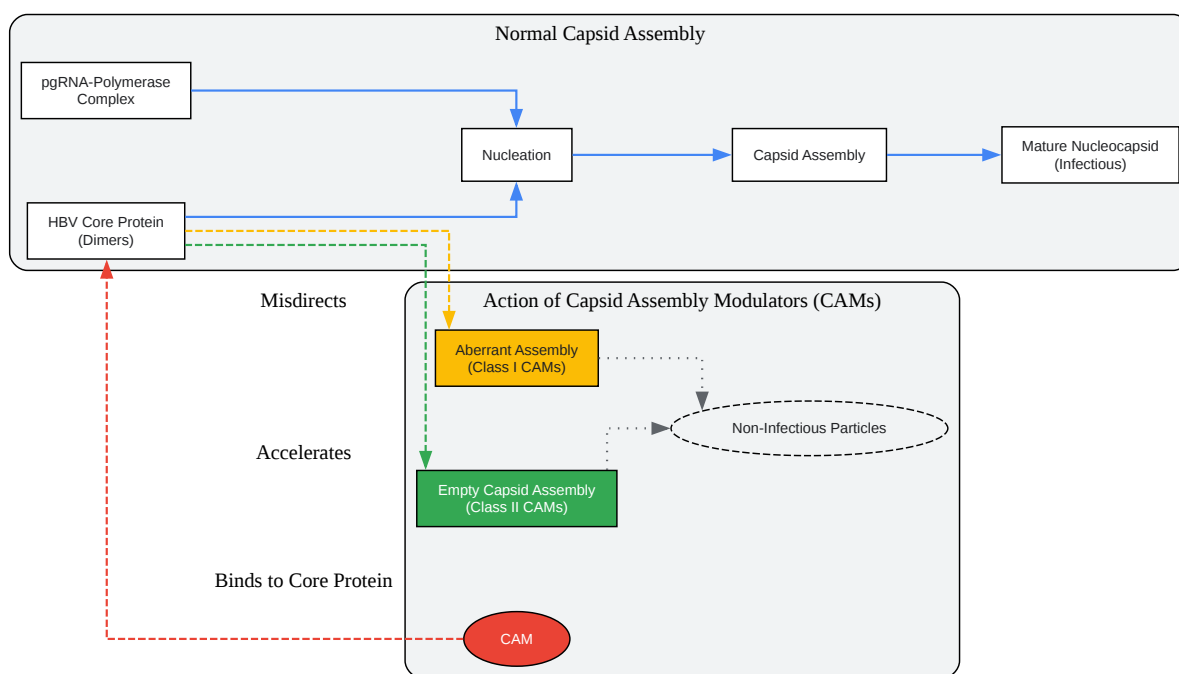 Normal Capsid Assembly
pgRNA-Polymerase
Complex
Nucleation
Capsid Assembly
Mature Nucleocapsid
(Infectious)
HBV Core Protein
(Dimers)
Misdirects
Action of Capsid Assembly Modulators (CAMs)
Aberrant Assembly
(Class I CAMs)
Non-Infectious Particles
Accelerates
Empty Capsid Assembly
(Class II CAMs)
Binds to Core Protein
CAM